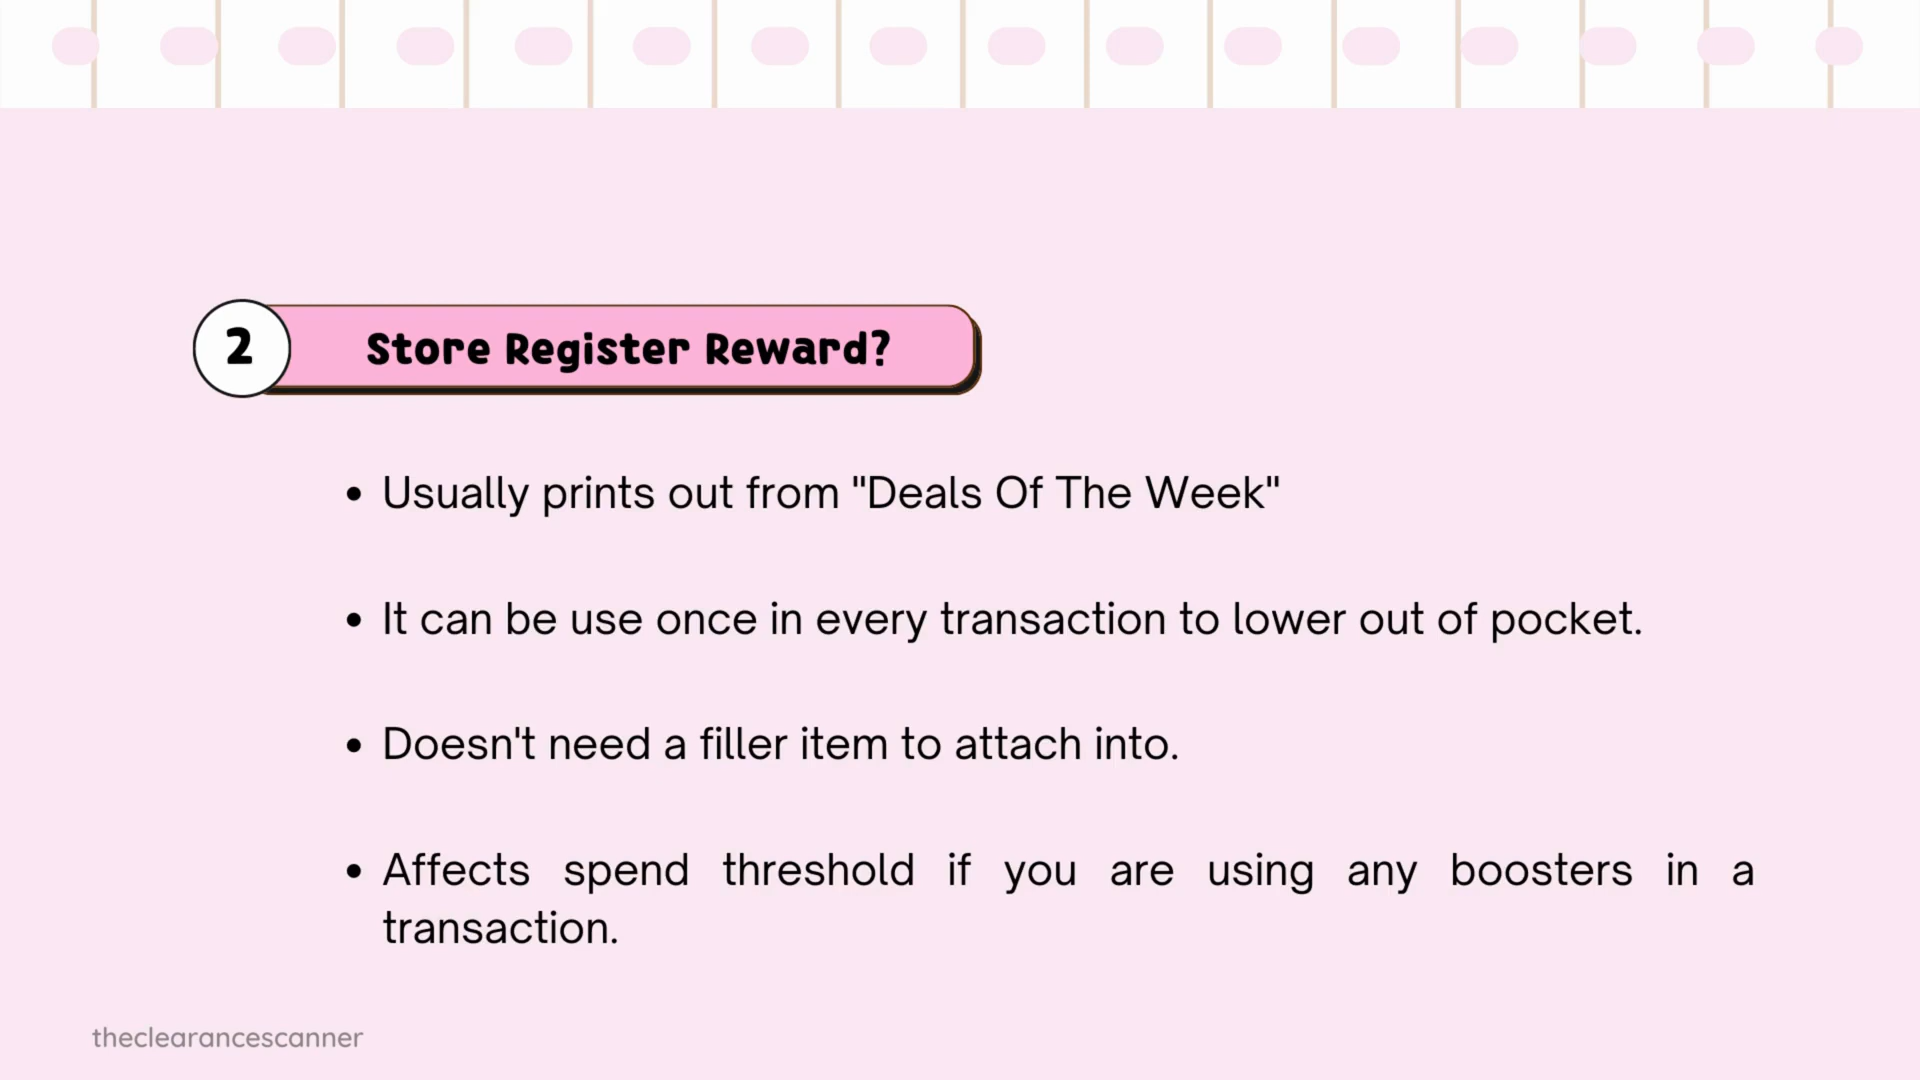 2
Store Register Reward?
• Usually prints out from "Deals Of The Week"
• It can be use once in every transaction to lower out of pocket.
• Doesn't need a filler item to attach into.
• Affects spend threshold if you are using any boosters in a
transaction.
theclearancescanner